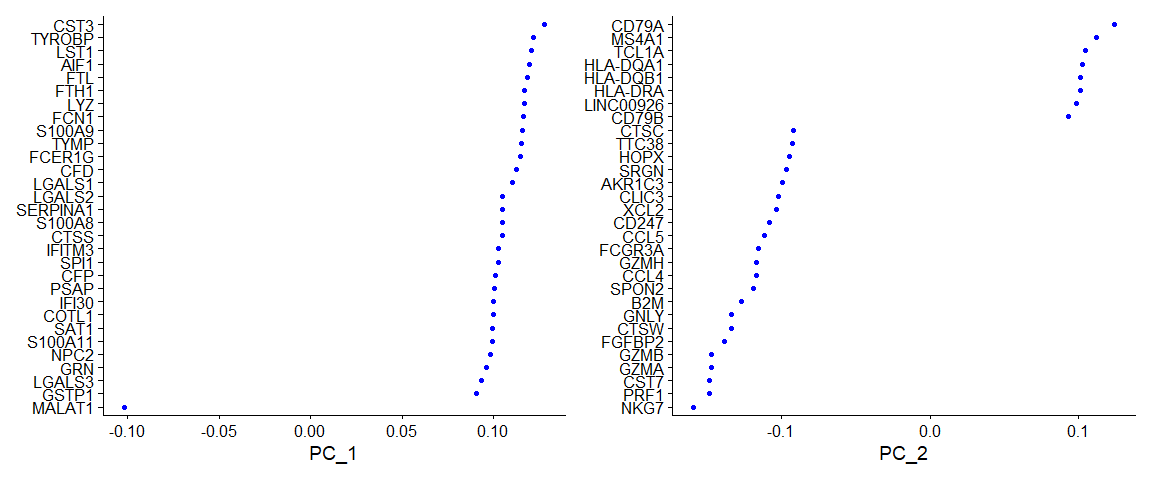 CST3
TYROBP
LST1
AIF1
FTL
FTH1
LYZ
FCN1
S100A9
TYMP
FCER1G
CFD
LGALS1
LGALS2
SERPINA1
S100A8
CTSS
IFITM3
SPI1
CFP
PSAP
IFI30
COTL1
SAT1
S100A11
NPC2
GRN
LGALS3
GSTP1
MALAT1
-0.10 -0.05 0.00 0.05 0.10
PC_1
CD79A
MS4A1
TCL1A
HLA-DQA1
HLA-DQB1
HLA-DRA
LINC00926
CD79B
CTSC
TTC38
HOPX
SRGN
AKR1C3
CLIC3
XCL2
CD247
CCL5
FCGR3A
GZMH
CCL4
SPON2
B2M
GNLY
CTSW
FGFBP2
GZMB
GZMA
CST7
PRF1
NKG7
-0.1 0.0 0.1
PC_2